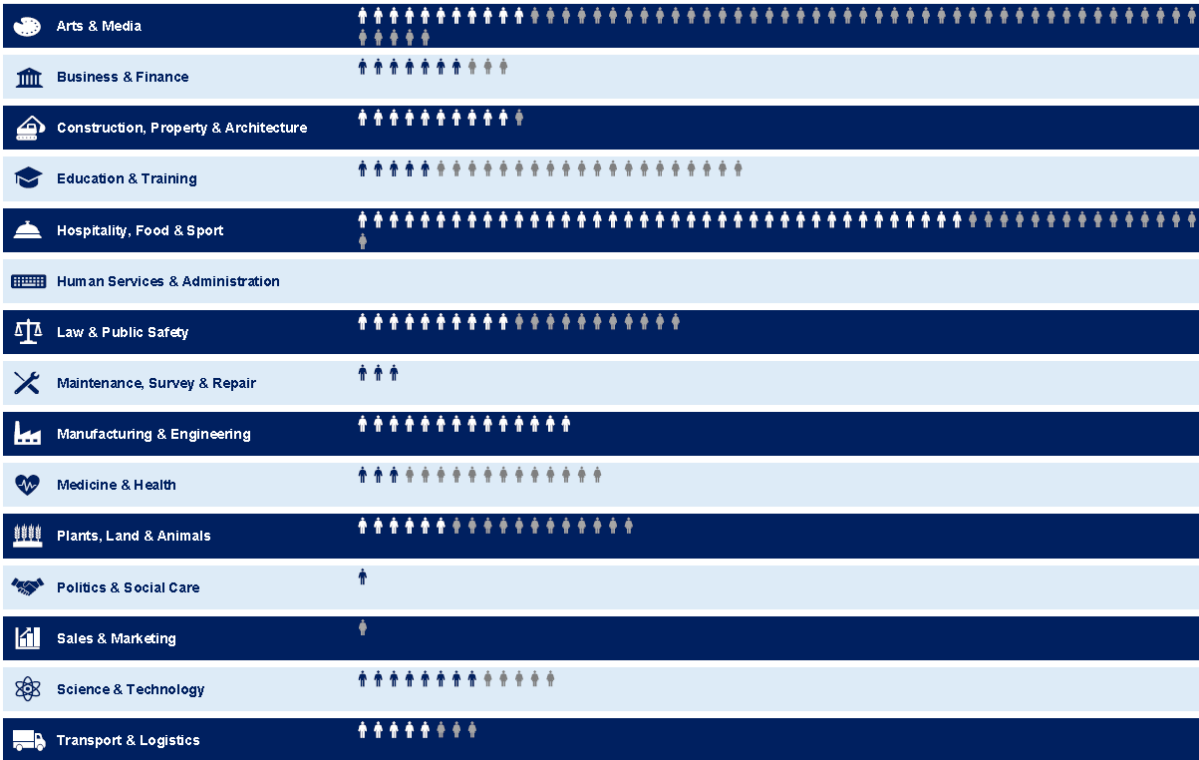 Arts & Media
Business & Finance
Construction, Property & Architecture
Education & Training
Hospitality, Food & Sport
Human Services & Administration
Law & Public Safety
Maintenance, Survey & Repair
Manufacturing & Engineering
Medicine & Health
Plants, Land & Animals
Politics & Social Care
Sales & Marketing
Science & Technology
Transport & Logistics